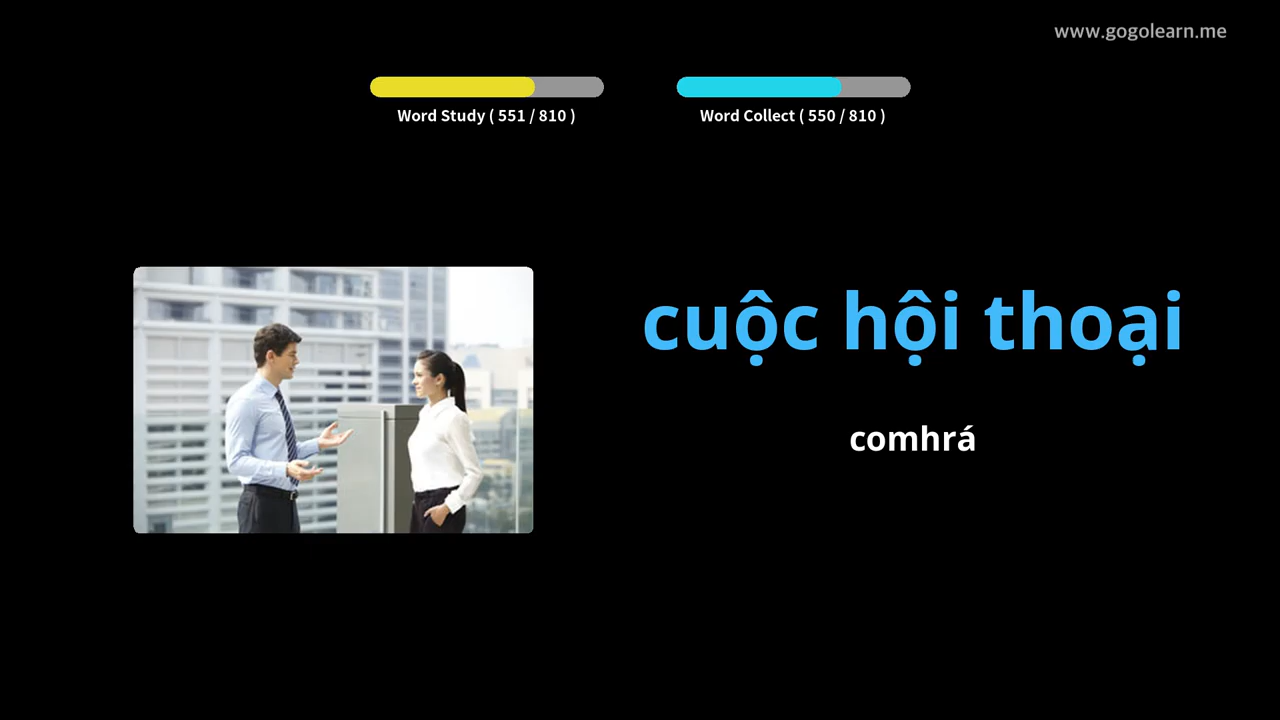 www.gogolearn.me
Word Study ( 551 / 810 )
Word Collect ( 550 / 810 )
cuộc hội thoại
comhrá